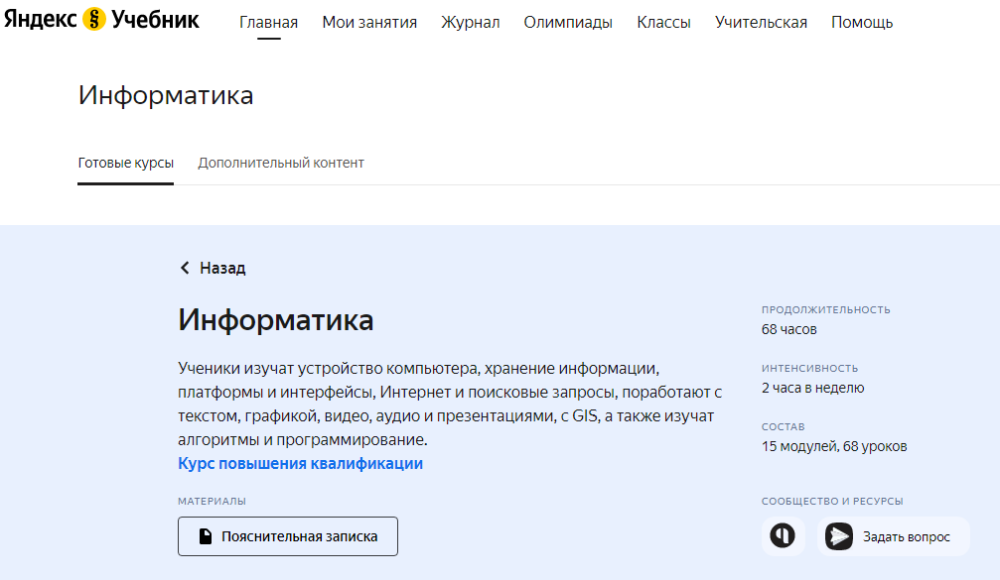 Яндекс Учебник Главная Мои занятия Журнал Олимпиады Классы Учительская Помощь
Информатика
Готовые курсы Дополнительный контент
Назад
Информатика
Ученики изучат устройство компьютера, хранение информации,
платформы и интерфейсы, Интернет и поисковые запросы, поработают с
текстом, графикой, видео, аудио и презентациями, с GIS, а также изучат
алгоритмы и программирование.
Курс повышения квалификации
МАТЕРИАЛЫ
Пояснительная записка
ПРОДОЛЖИТЕЛЬНОСТЬ
68 часов
ИНТЕНСИВНОСТЬ
2 часа в неделю
СОСТАВ
15 модулей, 68 уроков
СООБЩЕСТВО И РЕСУРСЫ
Задать вопрос